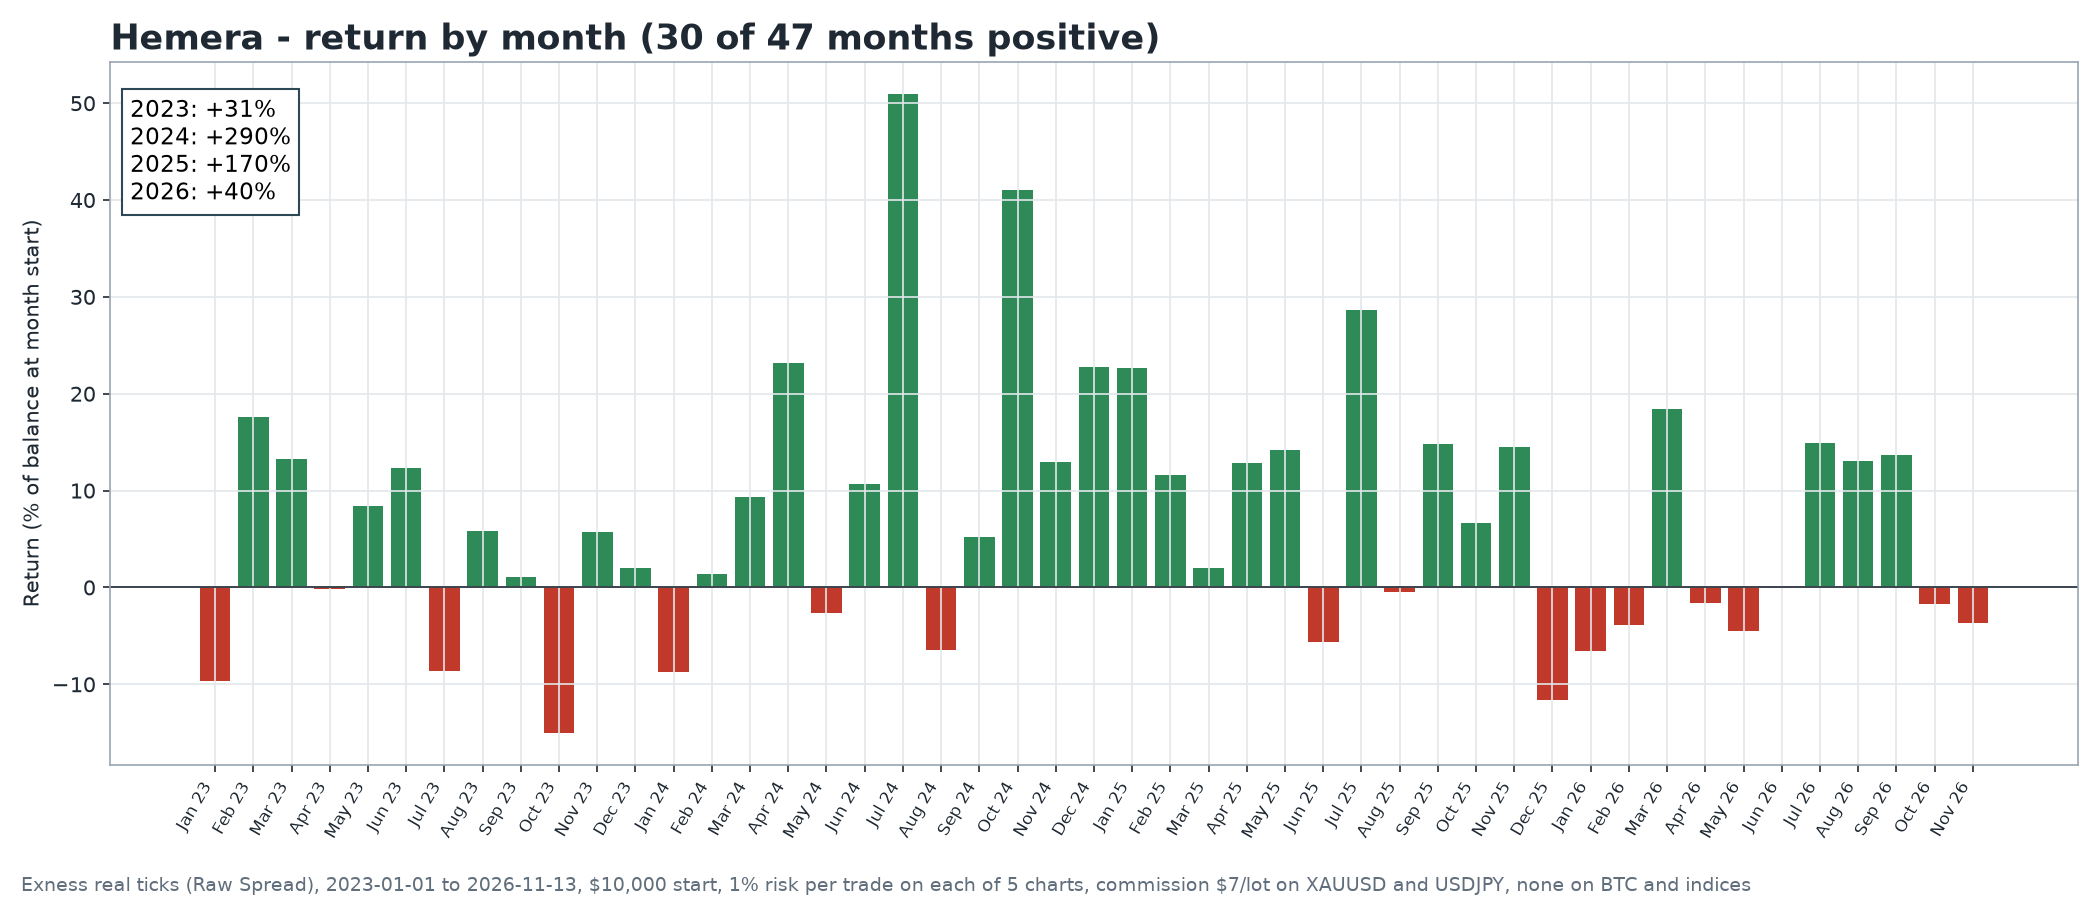 Hemera - return by month (30 of 47 months positive)
2023: +31%
2024: +290%
2025: +170%
2026: +40%
Return (% of balance at month start)
50
40
30
20
10
0
−10
Jan 23
Feb 23
Mar 23
Apr 23
May 23
Jun 23
Jul 23
Aug 23
Sep 23
Oct 23
Nov 23
Dec 23
Jan 24
Feb 24
Mar 24
Apr 24
May 24
Jun 24
Jul 24
Aug 24
Sep 24
Oct 24
Nov 24
Dec 24
Jan 25
Feb 25
Mar 25
Apr 25
May 25
Jun 25
Jul 25
Aug 25
Sep 25
Oct 25
Nov 25
Dec 25
Jan 26
Feb 26
Mar 26
Apr 26
May 26
Jun 26
Jul 26
Aug 26
Sep 26
Oct 26
Nov 26
Exness real ticks (Raw Spread), 2023-01-01 to 2026-11-13, $10,000 start, 1% risk per trade on each of 5 charts, commission $7/lot on XAUUSD and USDJPY, none on BTC and indices